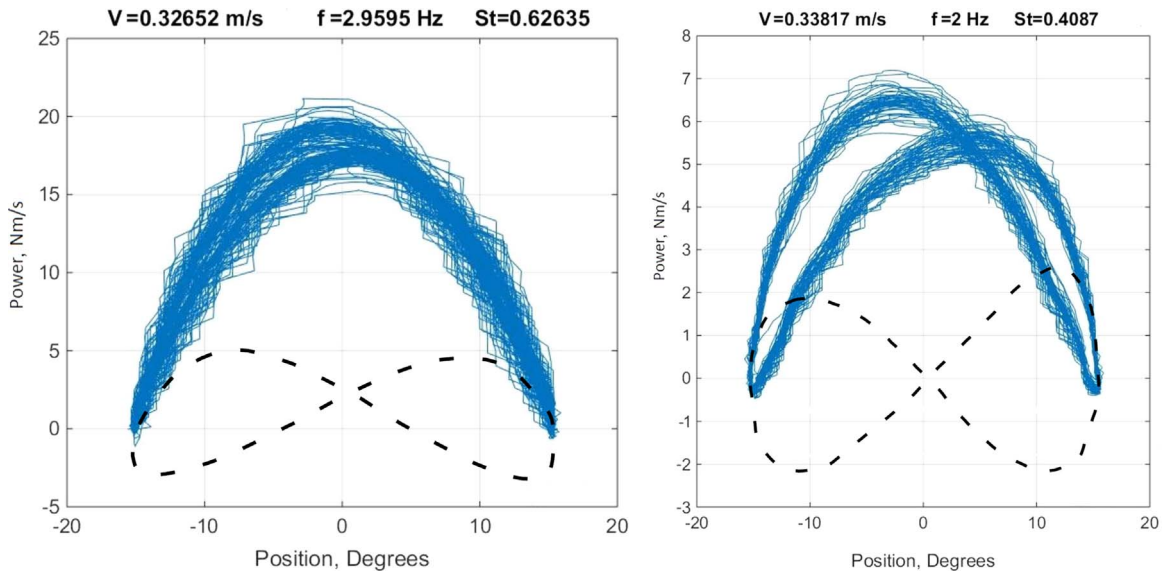 V=0.32652 m/s f=2.9595 Hz St=0.62635
25
20
15
10
5
0
-5
-20 -10 0 10 20
Power, Nm/s
Position, Degrees
V=0.33817 m/s f=2 Hz St=0.4087
8
7
6
5
4
3
2
1
0
-1
-2
-3
-20 -10 0 10 20
Power, Nm/s
Position, Degrees